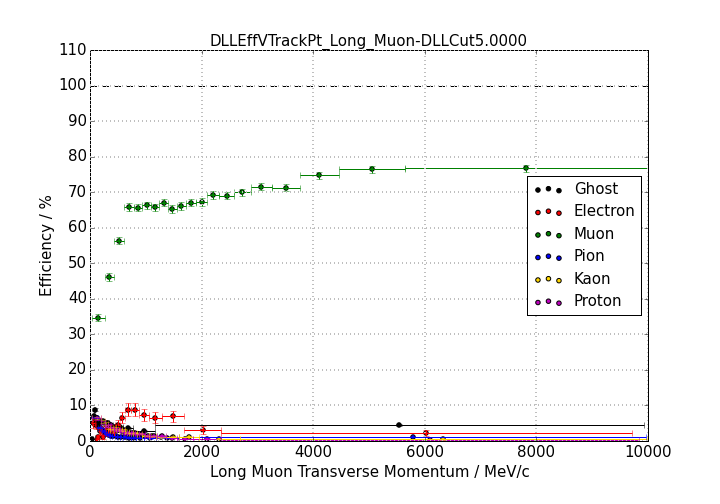 DLLEffVTrackPt_Long_Muon-DLLCut5.0000
110
100
90
80
70
60
50
40
30
20
10
0
Efficiency / %
Ghost
Electron
Muon
Pion
Kaon
Proton
0 2000 4000 6000 8000 10000
Long Muon Transverse Momentum / MeV/c